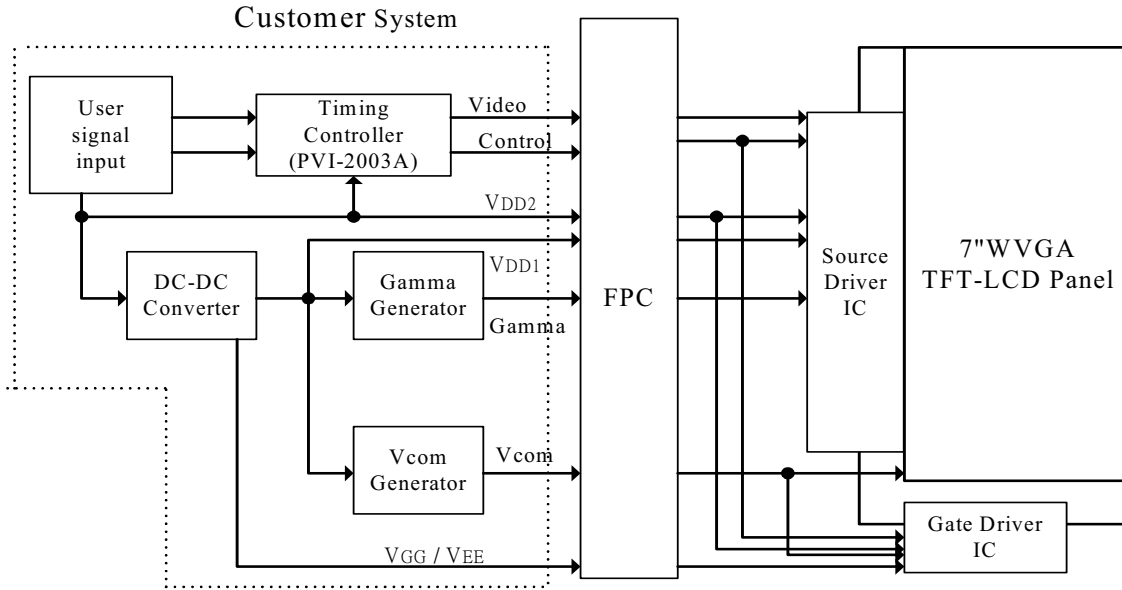 Customer System
User
signal
input
Timing
Controller
(PVI-2003A)
Video
Control
VDD2
VDD1
DC-DC
Converter
Gamma
Generator
Gamma
Vcom
Generator
Vcom
VGG / VEE
FPC
Source
Driver
IC
7"WVGA
TFT-LCD Panel
Gate Driver
IC